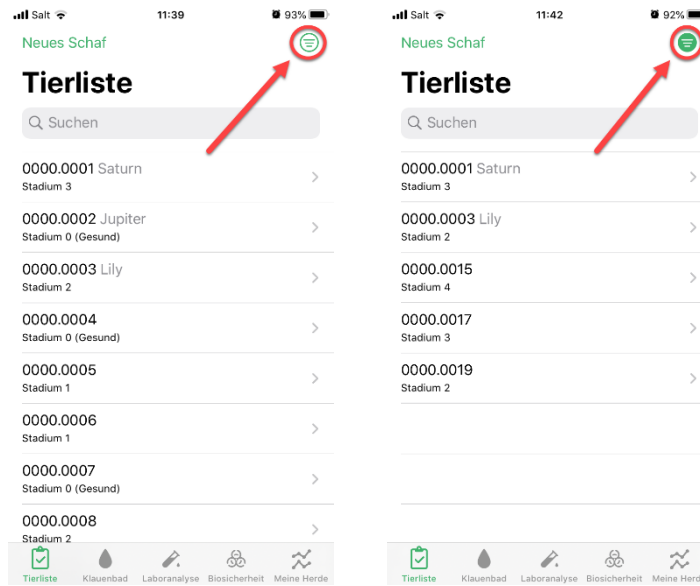 Salt 11:39 93%
Neues Schaf
Tierliste
Suchen
0000.0001 Saturn
Stadium 3
0000.0002 Jupiter
Stadium 0 (Gesund)
0000.0003 Lily
Stadium 2
0000.0004
Stadium 0 (Gesund)
0000.0005
Stadium 1
0000.0006
Stadium 1
0000.0007
Stadium 0 (Gesund)
0000.0008
Stadium 2
Tierliste Klauenbad Laboranalyse Biosicherheit Meine Herde
Salt 11:42 92%
Neues Schaf
Tierliste
Suchen
0000.0001 Saturn
Stadium 3
0000.0003 Lily
Stadium 2
0000.0015
Stadium 4
0000.0017
Stadium 3
0000.0019
Stadium 2
Tierliste Klauenbad Laboranalyse Biosicherheit Meine Herd